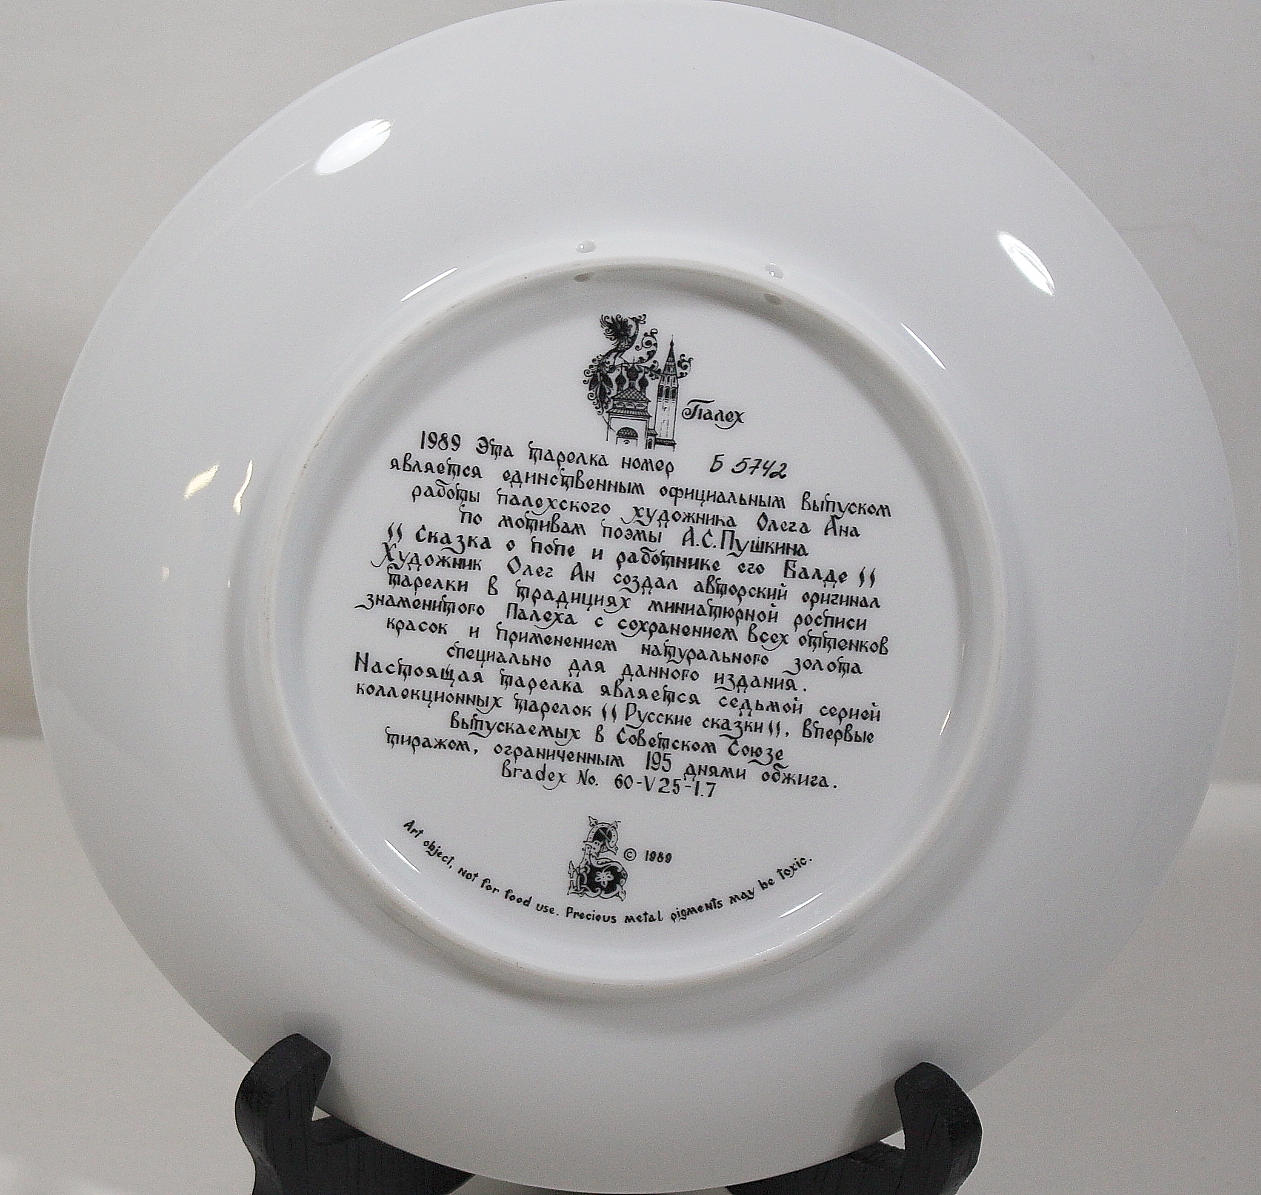 Палех
1989 Эта тарелка номер Б 5742
является единственным официальным выпуском
работы палехского художника Олега Ана
по мотивам поэмы А.С.Пушкина
"Сказка о попе и работнике его Балде"
Художник Олег Ан создал авторский оригинал
тарелки в традициях миниатюрной росписи
знаменитого Палеха с сохранением всех оттенков
красок и применением натурального золота
специально для данного издания.
Настоящая тарелка является седьмой серией
коллекционных тарелок "Русские сказки", впервые
выпускаемых в Советском Союзе
тиражом, ограниченным 195 днями обжига.
Bradex No. 60-V25-1.7
© 1989
Art object, not for food use. Precious metal pigments may be toxic.